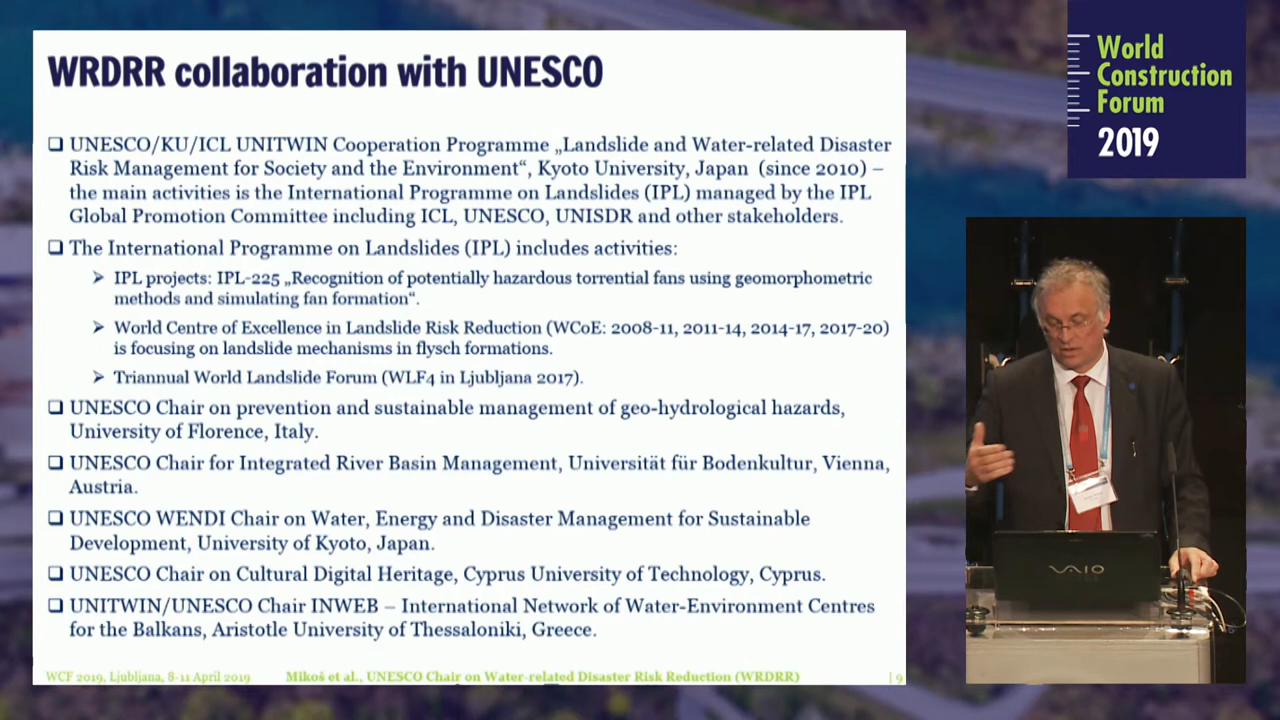 WRDRR collaboration with UNESCO
❑ UNESCO/KU/ICL UNITWIN Cooperation Programme „Landslide and Water-related Disaster
Risk Management for Society and the Environment“, Kyoto University, Japan (since 2010) –
the main activities is the International Programme on Landslides (IPL) managed by the IPL
Global Promotion Committee including ICL, UNESCO, UNISDR and other stakeholders.
❑ The International Programme on Landslides (IPL) includes activities:
➢ IPL projects: IPL-225 „Recognition of potentially hazardous torrential fans using geomorphometric
methods and simulating fan formation“.
➢ World Centre of Excellence in Landslide Risk Reduction (WCoE: 2008-11, 2011-14, 2014-17, 2017-20)
is focusing on landslide mechanisms in flysch formations.
➢ Triannual World Landslide Forum (WLF4 in Ljubljana 2017).
❑ UNESCO Chair on prevention and sustainable management of geo-hydrological hazards,
University of Florence, Italy.
❑ UNESCO Chair for Integrated River Basin Management, Universität für Bodenkultur, Vienna,
Austria.
❑ UNESCO WENDI Chair on Water, Energy and Disaster Management for Sustainable
Development, University of Kyoto, Japan.
❑ UNESCO Chair on Cultural Digital Heritage, Cyprus University of Technology, Cyprus.
❑ UNITWIN/UNESCO Chair INWEB – International Network of Water-Environment Centres
for the Balkans, Aristotle University of Thessaloniki, Greece.
WCF 2019, Ljubljana, 8-11 April 2019
Mikoš et al., UNESCO Chair on Water-related Disaster Risk Reduction (WRDRR)
| 9
World
Construction
Forum
2019
VAIO